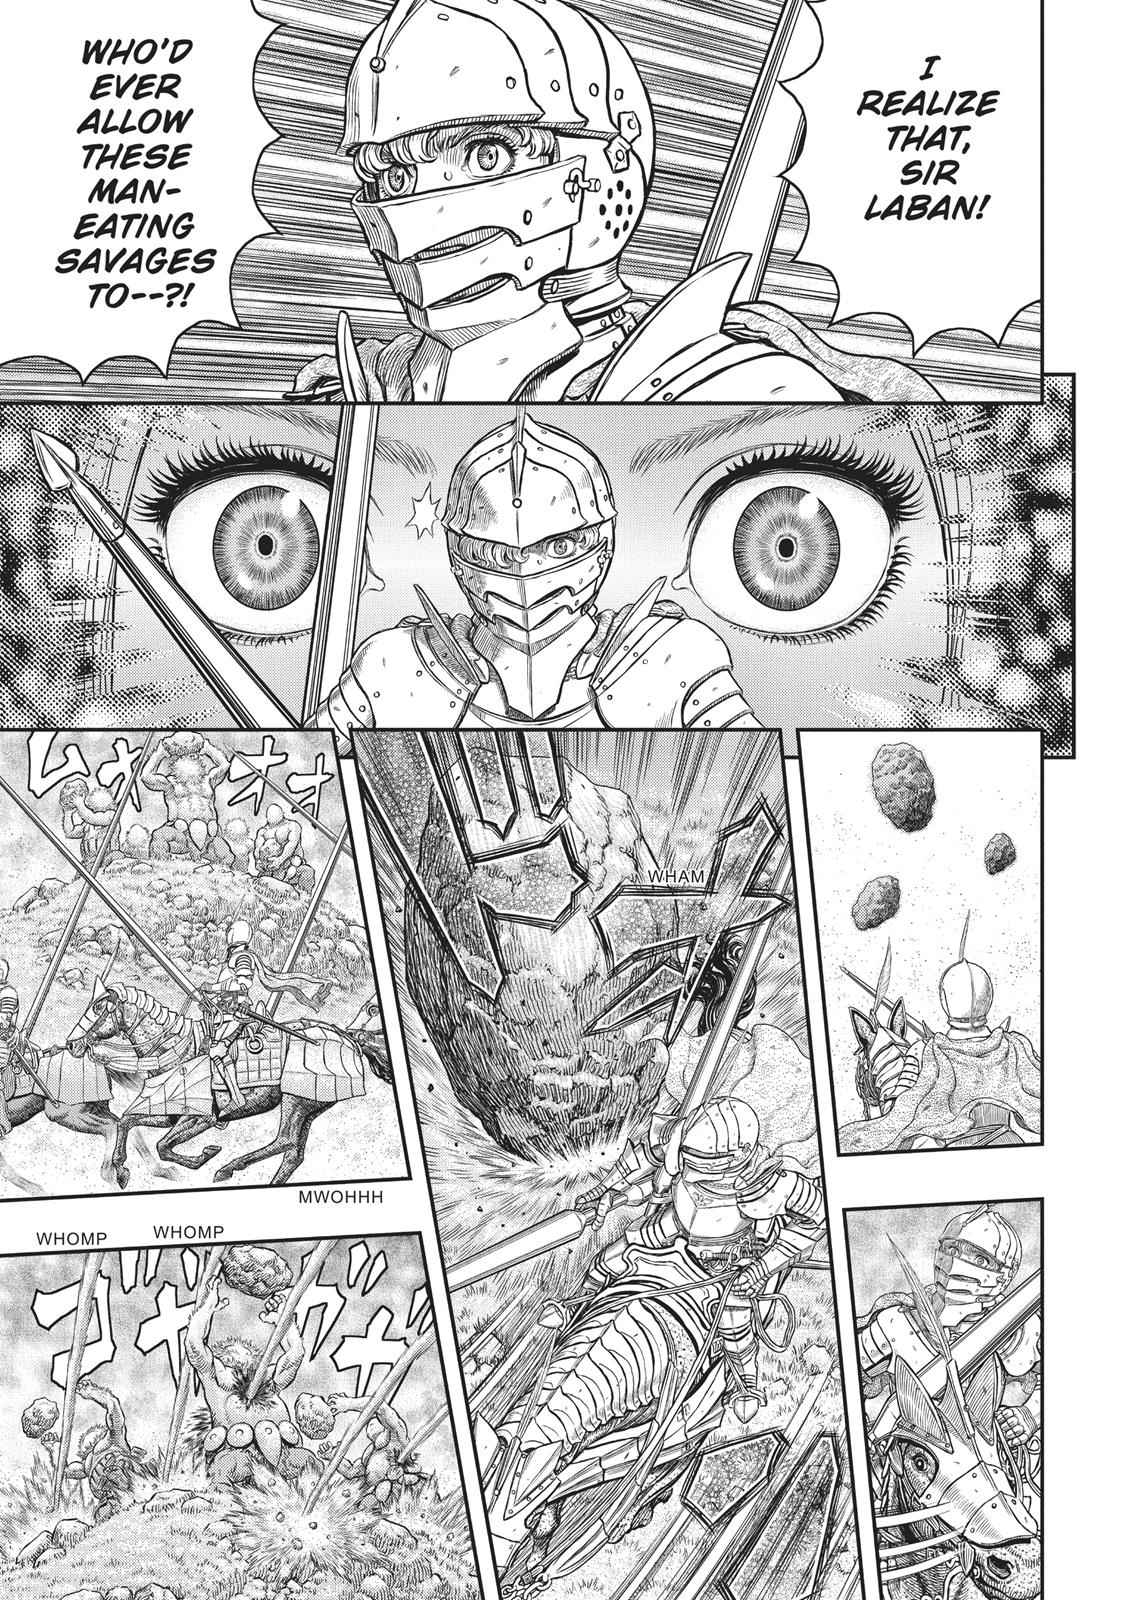 I
REALIZE
THAT,
SIR
LABAN!
WHO'D
EVER
ALLOW
THESE
MAN-
EATING
SAVAGES
TO--?!
WHAM
ムオオオ
MWOHHH
WHOMP
WHOMP